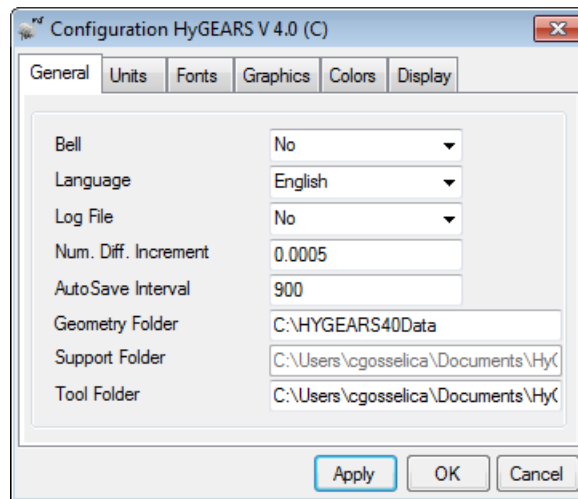 Configuration HyGEARS V 4.0 (C)
General Units Fonts Graphics Colors Display
Bell No
Language English
Log File No
Num. Diff. Increment 0.0005
AutoSave Interval 900
Geometry Folder C:\HYGEARS40Data
Support Folder C:\Users\cgosselica\Documents\Hy(
Tool Folder C:\Users\cgosselica\Documents\Hy(
Apply OK Cancel